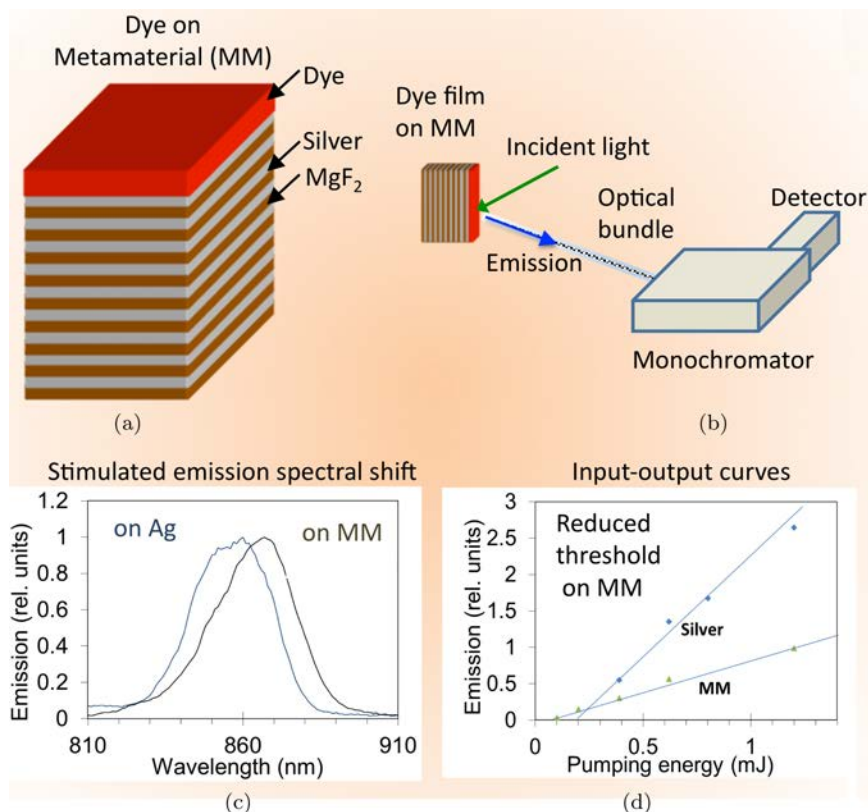 Dye on
Metamaterial (MM)
Dye
Silver
MgF₂
(a)
Dye film
on MM
Incident light
Optical
bundle
Detector
Emission
Monochromator
(b)
Stimulated emission spectral shift
on Ag
on MM
Emission (rel. units)
1.2
1
0.8
0.6
0.4
0.2
0
810
860
910
Wavelength (nm)
(c)
Input-output curves
Reduced
threshold
on MM
Silver
MM
Emission (rel. units)
3
2.5
2
1.5
1
0.5
0
0
0.5
1
Pumping energy (mJ)
(d)